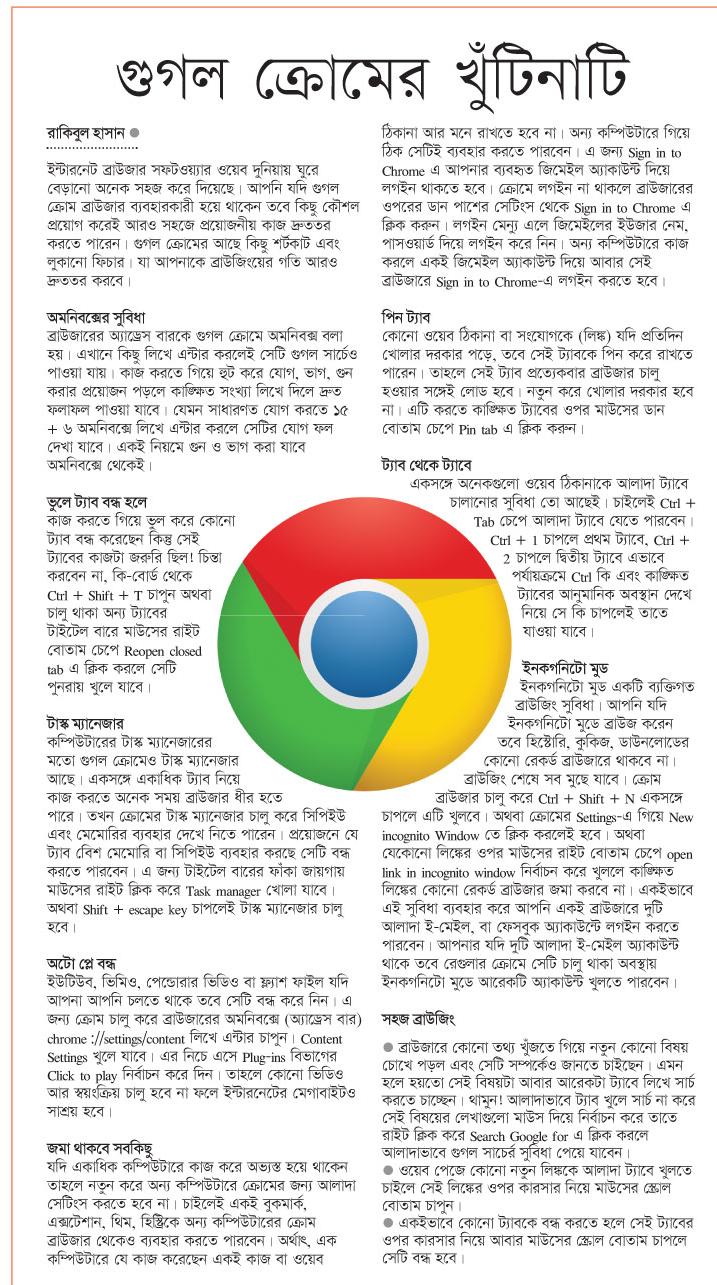 গুগল ক্রোমের খুঁটিনাটি
রাকিবুল হাসান ●
ইন্টারনেট ব্রাউজার সফটওয়্যার ওয়েব দুনিয়ায় ঘুরে
বেড়ানো অনেক সহজ করে দিয়েছে। আপনি যদি গুগল
ক্রোম ব্রাউজার ব্যবহারকারী হয়ে থাকেন তবে কিছু কৌশল
প্রয়োগ করেই আরও সহজে প্রয়োজনীয় কাজ দ্রুততর
করতে পারেন। গুগল ক্রোমের আছে কিছু শর্টকাট এবং
লুকানো ফিচার। যা আপনাকে ব্রাউজিংয়ের গতি আরও
দ্রুততর করবে।
অমনিবক্সের সুবিধা
ব্রাউজারের অ্যাড্রেস বারকে গুগল ক্রোমে অমনিবক্স বলা
হয়। এখানে কিছু লিখে এন্টার করলেই সেটি গুগল সার্চেও
পাওয়া যায়। কাজ করতে গিয়ে হুট করে যোগ, ভাগ, গুন
করার প্রয়োজন পড়লে কাঙ্ক্ষিত সংখ্যা লিখে দিলে দ্রুত
ফলাফল পাওয়া যাবে। যেমন সাধারণত যোগ করতে ১৫
+ ৬ অমনিবক্সে লিখে এন্টার করলে সেটির যোগ ফল
দেখা যাবে। একই নিয়মে গুন ও ভাগ করা যাবে
অমনিবক্সে থেকেই।
ভুলে ট্যাব বন্ধ হলে
কাজ করতে গিয়ে ভুল করে কোনো
ট্যাব বন্ধ করেছেন কিন্তু সেই
ট্যাবের কাজটা জরুরি ছিল! চিন্তা
করবেন না, কি-বোর্ড থেকে
Ctrl + Shift + T চাপুন অথবা
চালু থাকা অন্য ট্যাবের
টাইটেল বারে মাউসের রাইট
বোতাম চেপে Reopen closed
tab এ ক্লিক করলে সেটি
পুনরায় খুলে যাবে।
টাস্ক ম্যানেজার
কম্পিউটারের টাস্ক ম্যানেজারের
মতো গুগল ক্রোমেও টাস্ক ম্যানেজার
আছে। একসঙ্গে একাধিক ট্যাব নিয়ে
কাজ করতে অনেক সময় ব্রাউজার ধীর হতে
পারে। তখন ক্রোমের টাস্ক ম্যানেজার চালু করে সিপিইউ
এবং মেমোরির ব্যবহার দেখে নিতে পারেন। প্রয়োজনে যে
ট্যাব বেিশ মেমোরি বা সিপিইউ ব্যবহার করছে সেটি বন্ধ
করতে পারবেন। এ জন্য টাইটেল বারের ফাঁকা জায়গায়
মাউসের রাইট ক্লিক করে Task manager খোলা যাবে।
অথবা Shift + escape key চাপলেই টাস্ক ম্যানেজার চালু
হবে।
অটো প্লে বন্ধ
ইউটিউব, ভিমিও, পেন্ডোরার ভিডিও বা ফ্ল্যাশ ফাইল যদি
আপনা আপনি চলতে থাকে তবে সেটি বন্ধ করে নিন। এ
জন্য ক্রোম চালু করে ব্রাউজারের অমনিবক্সে (অ্যাড্রেস বার)
chrome ://settings/content লিখে এন্টার চাপুন। Content
Settings খুলে যাবে। এর নিচে এসে Plug-ins বিভাগের
Click to play নির্বাচন করে দিন। তাহলে কোনো ভিডিও
আর স্বয়ংক্রিয় চালু হবে না ফলে ইন্টারনেটের মেগাবাইটও
সাশ্রয় হবে।
জমা থাকবে সবকিছু
যদি একাধিক কম্পিউটারে কাজ করে অভ্যস্ত হয়ে থাকেন
তাহলে নতুন করে অন্য কম্পিউটারে ক্রোমের জন্য আলাদা
সেটিংস করতে হবে না। চাইলেই একই বুকমার্ক,
এক্সটেশান, থিম, হিস্ট্রিকে অন্য কম্পিউটারের ক্রোম
ব্রাউজার থেকেও ব্যবহার করতে পারবেন। অর্থাৎ, এক
কম্পিউটারে যে কাজ করেছেন একই কাজ বা ওয়েব
ঠিকানা আর মনে রাখতে হবে না। অন্য কম্পিউটারে গিয়ে
ঠিক সেটিই ব্যবহার করতে পারবেন। এ জন্য Sign in to
Chrome এ আপনার ব্যবহৃত জিমেইল অ্যাকাউন্ট দিয়ে
লগইন থাকতে হবে। ক্রোমে লগইন না থাকলে ব্রাউজারের
ওপরের ডান পাশের সেটিংস থেকে Sign in to Chrome এ
ক্লিক করুন। লগইন মেন্যু এলে জিমেইলের ইউজার নেম,
পাসওয়ার্ড দিয়ে লগইন করে নিন। অন্য কম্পিউটারে কাজ
করলে একই জিমেইল অ্যাকাউন্ট দিয়ে আবার সেই
ব্রাউজারে Sign in to Chrome-এ লগইন করতে হবে।
পিন ট্যাব
কোনো ওয়েব ঠিকানা বা সংযোগকে (লিঙ্ক) যদি প্রতিদিন
খোলার দরকার পড়ে, তবে সেই ট্যাবকে পিন করে রাখতে
পারেন। তাহলে সেই ট্যাব প্রত্যেকবার ব্রাউজার চালু
হওয়ার সঙ্গেই লোড হবে। নতুন করে খোলার দরকার হবে
না। এটি করতে কাঙ্ক্ষিত ট্যাবের ওপর মাউসের ডান
বোতাম চেপে Pin tab এ ক্লিক করুন।
ট্যাব থেকে ট্যাবে
একসঙ্গে অনেকগুলো ওয়েব ঠিকানাকে আলাদা ট্যাবে
চালানোর সুবিধা তো আছেই। চাইলেই Ctrl +
Tab চেপে আলাদা ট্যাবে যেতে পারবেন।
Ctrl + 1 চাপলে প্রথম ট্যাবে, Ctrl +
2 চাপলে দ্বিতীয় ট্যাবে এভাবে
পর্যায়ক্রমে Ctrl কি এবং কাঙ্ক্ষিত
ট্যাবের আনুমানিক অবস্থান দেখে
নিয়ে সে কি চাপলেই তাতে
যাওয়া যাবে।
ইনকগনিটো মুড
ইনকগনিটো মুড একটি ব্যক্তিগত
ব্রাউজিং সুবিধা। আপনি যদি
ইনকগনিটো মুডে ব্রাউজ করেন
তবে হিস্টোরি, কুকিজ, ডাউনলোডের
কোনো রেকর্ড ব্রাউজারে থাকবে না।
ব্রাউজিং শেষে সব মুছে যাবে। ক্রোম
ব্রাউজার চালু করে Ctrl + Shift + N একসঙ্গে
চাপলে এটি খুলবে। অথবা ক্রোমের Settings-এ গিয়ে New
incognito Window তে ক্লিক করলেই হবে। অথবা
যেকোনো লিঙ্কের ওপর মাউসের রাইট বোতাম চেপে open
link in incognito window নির্বাচন করে খুললে কাঙ্ক্ষিত
লিঙ্কের কোনো রেকর্ড ব্রাউজার জমা করবে না। একইভাবে
এই সুবিধা ব্যবহার করে আপনি একই ব্রাউজারে দুটি
আলাদা ই-মেইল, বা ফেসবুক অ্যাকাউন্টে লগইন করতে
পারবেন। আপনার যদি দুটি আলাদা ই-মেইল অ্যাকাউন্ট
থাকে তবে রেগুলার ক্রোমে সেটি চালু থাকা অবস্থায়
ইনকগনিটো মুডে আরেকটি অ্যাকাউন্ট খুলতে পারবেন।
সহজ ব্রাউজিং
● ব্রাউজারে কোনো তথ্য খুঁজতে গিয়ে নতুন কোনো বিষয়
চোখে পড়ল এবং সেটি সম্পর্কেও জানতে চাইছেন। এমন
হলে হয়তো সেই বিষয়টা আবার আরেকটা ট্যাবে লিখে সার্চ
করতে চাচ্ছেন। থামুন! আলাদাভাবে ট্যাব খুলে সার্চ না করে
সেই বিষয়ের লেখাগুলো মাউস দিয়ে নির্বাচন করে তাতে
রাইট ক্লিক করে Search Google for এ ক্লিক করলে
আলাদাভাবে গুগল সাচের্র সুবিধা পেয়ে যাবেন।
● ওয়েব পেজে কোনো নতুন লিঙ্ককে আলাদা ট্যাবে খুলতে
চাইলে সেই লিঙ্কের ওপর কারসার নিয়ে মাউসের স্ক্রোল
বোতাম চাপুন।
● একইভাবে কোনো ট্যাবকে বন্ধ করতে হলে সেই ট্যাবের
ওপর কারসার নিয়ে আবার মাউসের স্ক্রোল বোতাম চাপলে
সেটি বন্ধ হবে।